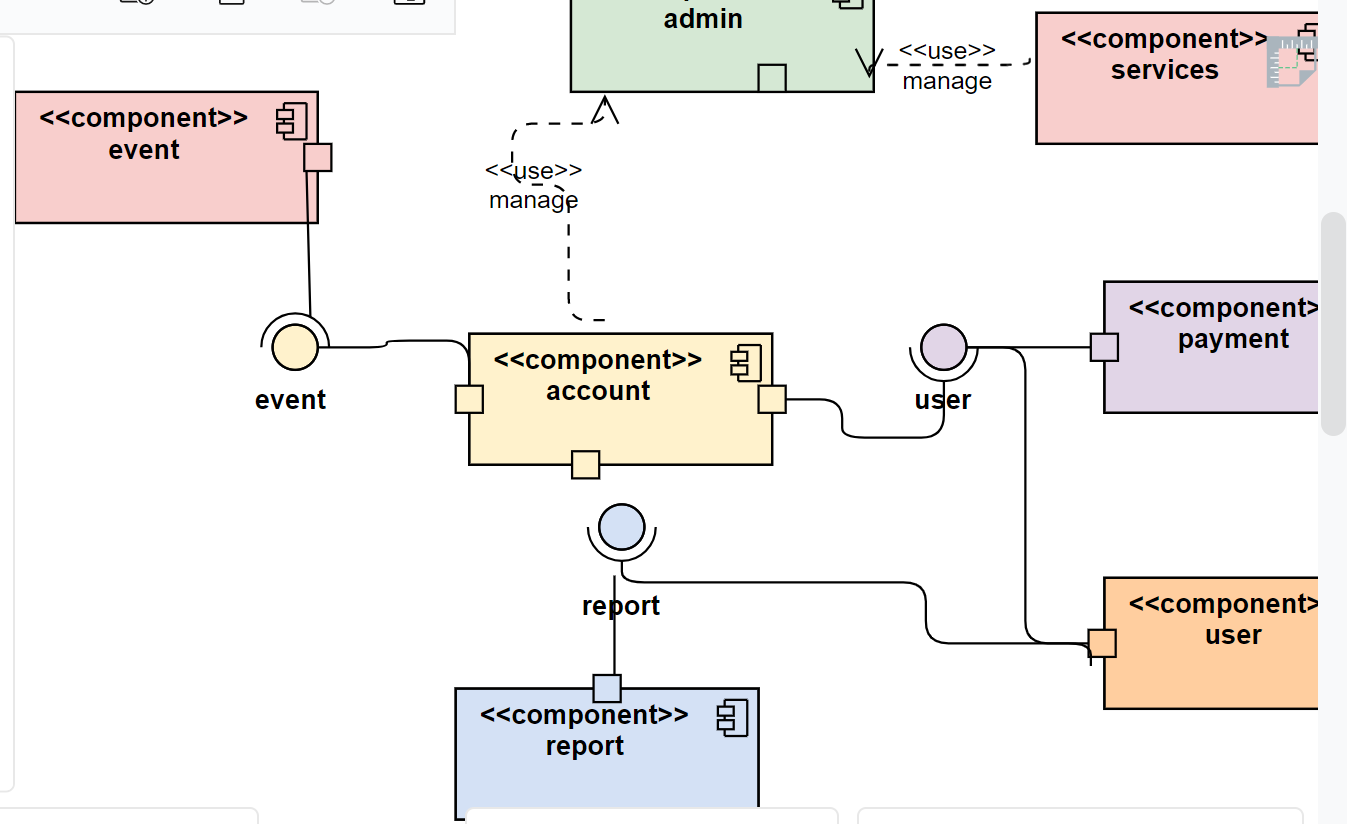 admin
<<use>>
manage
<<component>>
services
<<component>>
event
<<use>>
manage
<<component>
payment
<<component>>
account
event
user
<<component>
user
report
<<component>>
report